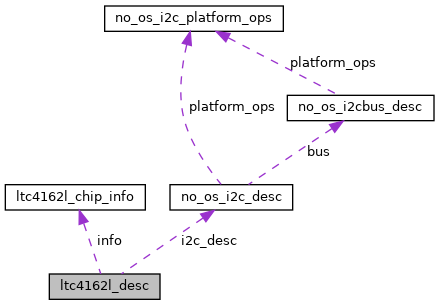 no_os_i2c_platform_ops
platform_ops
platform_ops
no_os_i2cbus_desc
bus
ltc4162l_chip_info
no_os_i2c_desc
info
i2c_desc
ltc4162l_desc